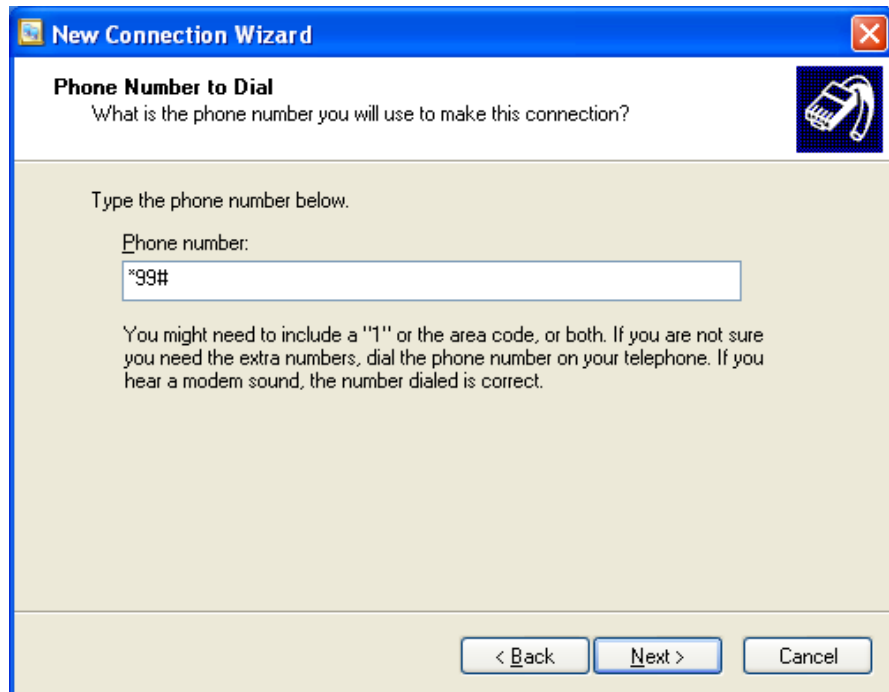 New Connection Wizard
Phone Number to Dial
What is the phone number you will use to make this connection?
Type the phone number below.
Phone number:
*99#
You might need to include a "1" or the area code, or both. If you are not sure
you need the extra numbers, dial the phone number on your telephone. If you
hear a modem sound, the number dialed is correct.
< Back Next > Cancel